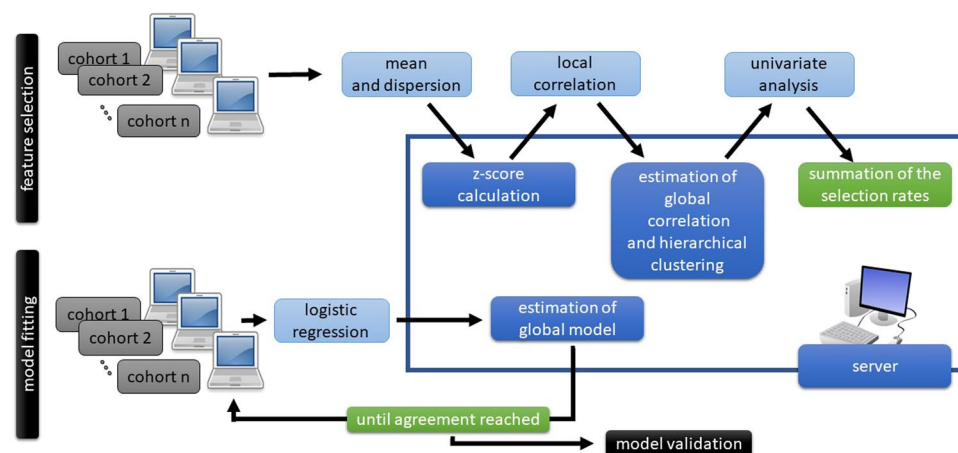 feature selection
cohort 1
cohort 2
cohort n
mean
and dispersion
local
correlation
univariate
analysis
z-score
calculation
estimation of
global
correlation
and hierarchical
clustering
summation of the
selection rates
model fitting
cohort 1
cohort 2
cohort n
logistic
regression
estimation of
global model
server
until agreement reached
model validation